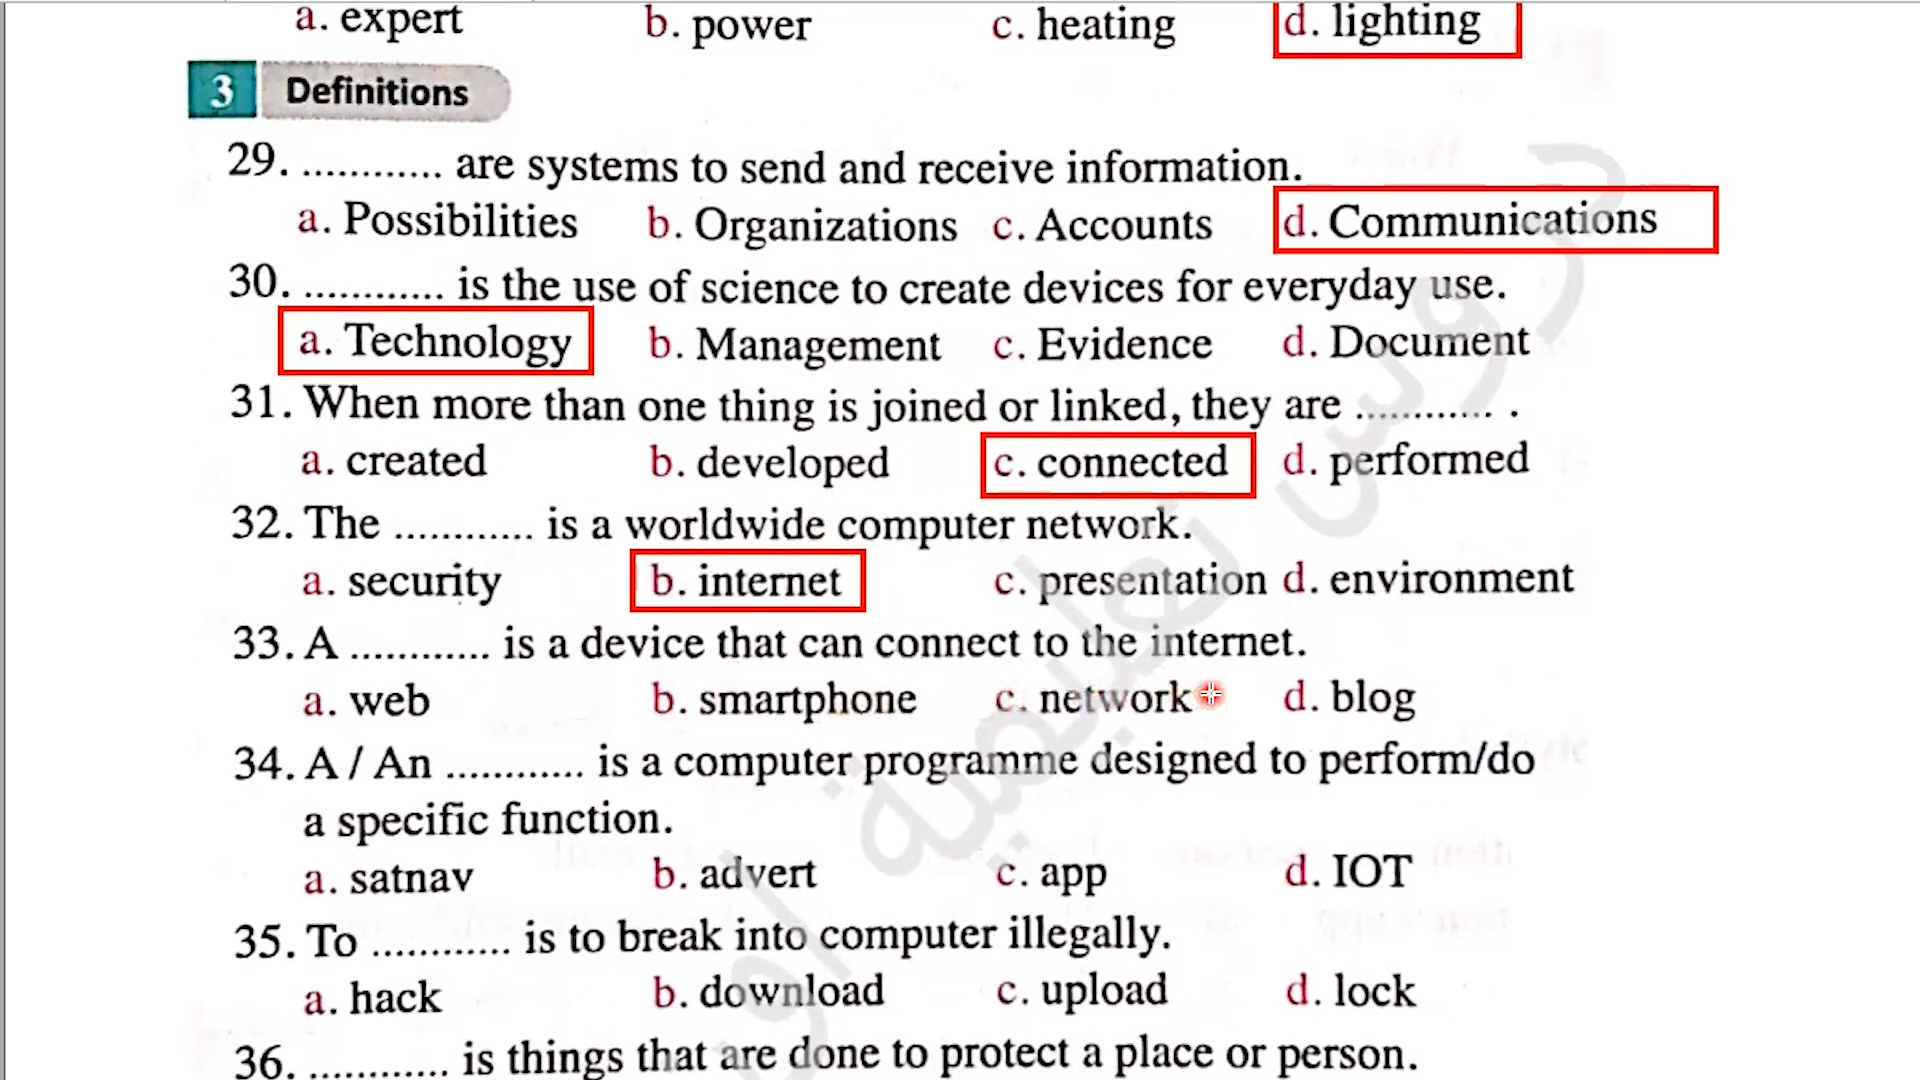 a. expert b. power c. heating d. lighting
3 Definitions
29. ............ are systems to send and receive information.
a. Possibilities b. Organizations c. Accounts d. Communications
30. ............ is the use of science to create devices for everyday use.
a. Technology b. Management c. Evidence d. Document
31. When more than one thing is joined or linked, they are ............ .
a. created b. developed c. connected d. performed
32. The ............ is a worldwide computer network.
a. security b. internet c. presentation d. environment
33. A ............ is a device that can connect to the internet.
a. web b. smartphone c. network d. blog
34. A / An ............ is a computer programme designed to perform/do
a specific function.
a. satnav b. advert c. app d. IOT
35. To ............ is to break into computer illegally.
a. hack b. download c. upload d. lock
36. ............ is things that are done to protect a place or person.
دروس تعليمية